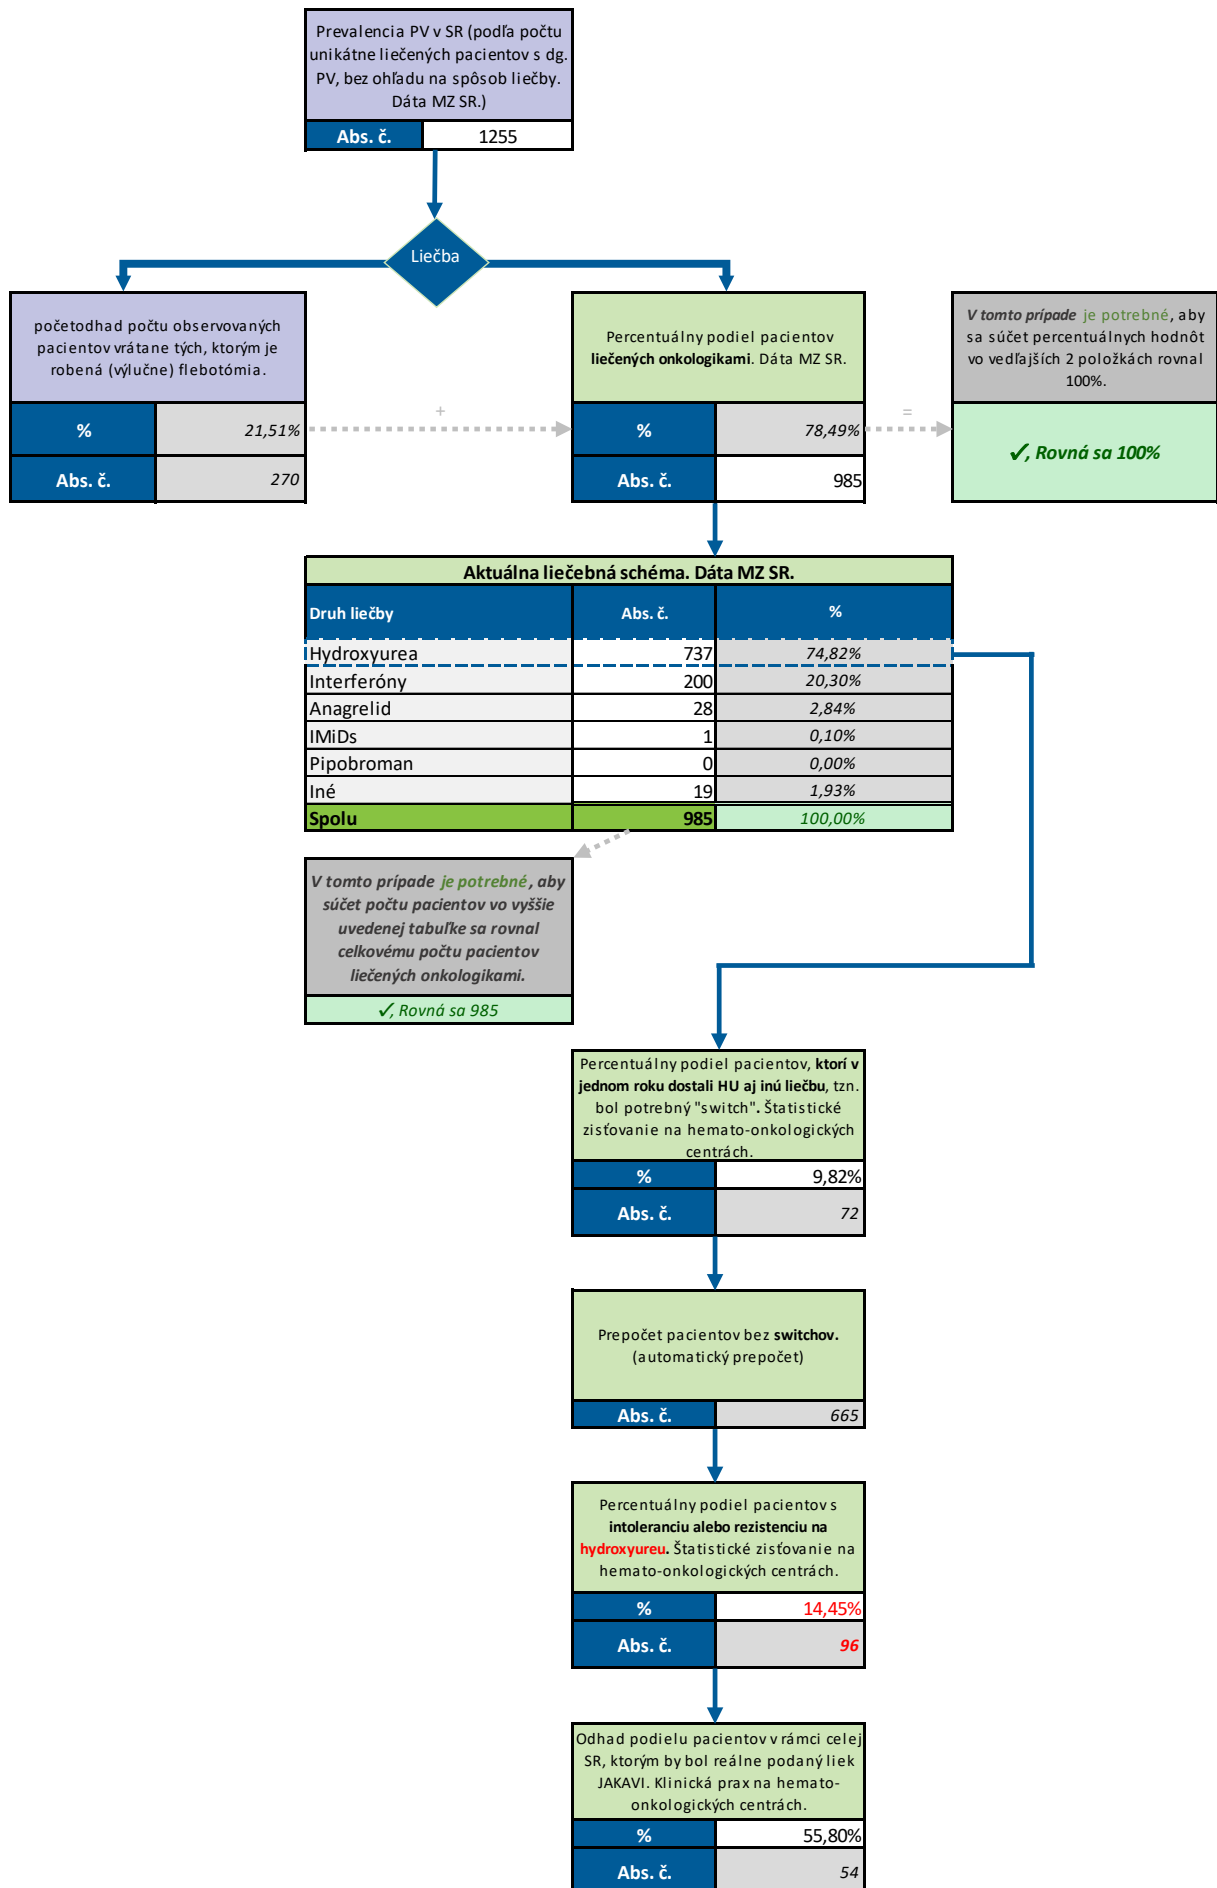 Prevalencia PV v SR (podľa počtu
unikátne liečených pacientov s dg.
PV, bez ohľadu na spôsob liečby.
Dáta MZ SR.)
Abs. č. 1255
Liečba
početodhad počtu observovaných
pacientov vrátane tých, ktorým je
robená (výlučne) flebotómia.
% 21,51%
Abs. č. 270
+
Percentuálny podiel pacientov
liečených onkologikami. Dáta MZ SR.
% 78,49%
Abs. č. 985
=
V tomto prípade je potrebné, aby
sa súčet percentuálnych hodnôt
vo vedľajších 2 položkách rovnal
100%.
✓, Rovná sa 100%
Aktuálna liečebná schéma. Dáta MZ SR.
Druh liečby Abs. č. %
Hydroxyurea 737 74,82%
Interferóny 200 20,30%
Anagrelid 28 2,84%
IMiDs 1 0,10%
Pipobroman 0 0,00%
Iné 19 1,93%
Spolu 985 100,00%
V tomto prípade je potrebné, aby
súčet počtu pacientov vo vyššie
uvedenej tabuľke sa rovnal
celkovému počtu pacientov
liečených onkologikami.
✓, Rovná sa 985
Percentuálny podiel pacientov, ktorí v
jednom roku dostali HU aj inú liečbu, tzn.
bol potrebný "switch". Štatistické
zisťovanie na hemato-onkologických
centrách.
% 9,82%
Abs. č. 72
Prepočet pacientov bez switchov.
(automatický prepočet)
Abs. č. 665
Percentuálny podiel pacientov s
intoleranciu alebo rezistenciu na
hydroxyureu. Štatistické zisťovanie na
hemato-onkologických centrách.
% 14,45%
Abs. č. 96
Odhad podielu pacientov v rámci celej
SR, ktorým by bol reálne podaný liek
JAKAVI. Klinická prax na hemato-
onkologických centrách.
% 55,80%
Abs. č. 54